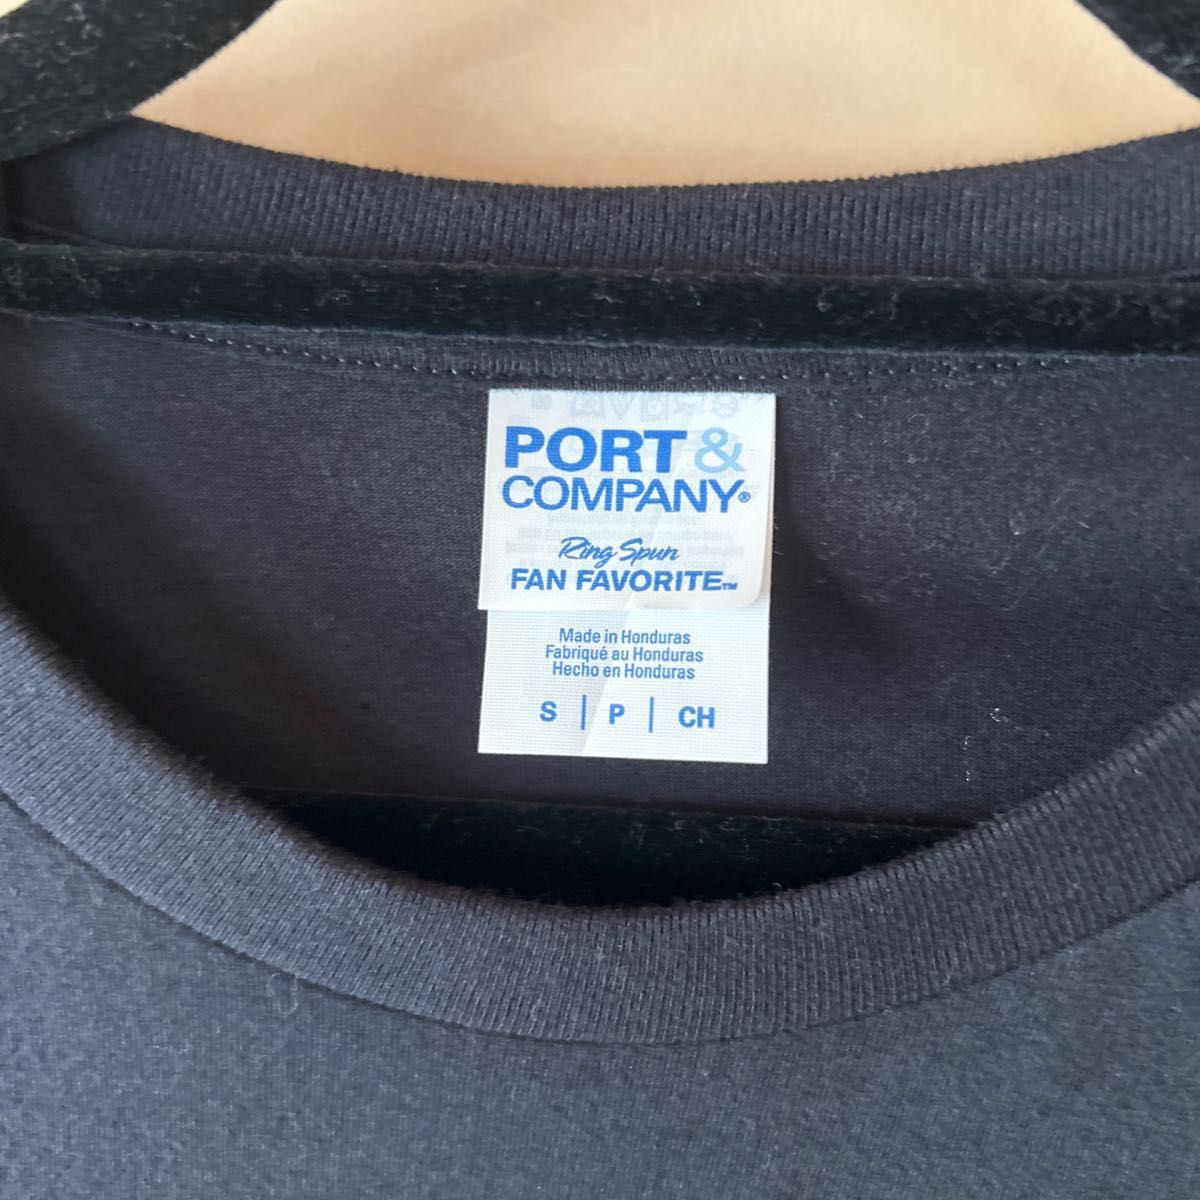 PORT &
COMPANY®
Ring Spun
FAN FAVORITE™
Made in Honduras
Fabriqué au Honduras
Hecho en Honduras
S | P | CH